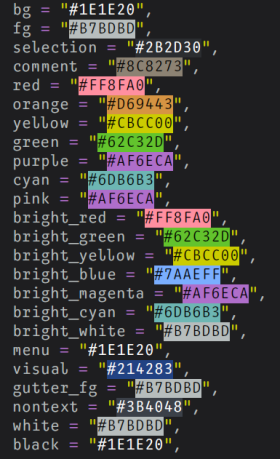 bg = "#1E1E20",
fg = "#B7BDBD",
selection = "#2B2D30",
comment = "#8C8273",
red = "#FF8FA0",
orange = "#D69443",
yellow = "#CBCC00",
green = "#62C32D",
purple = "#AF6ECA",
cyan = "#6DB6B3",
pink = "#AF6ECA",
bright_red = "#FF8FA0",
bright_green = "#62C32D",
bright_yellow = "#CBCC00",
bright_blue = "#7AAEFF",
bright_magenta = "#AF6ECA",
bright_cyan = "#6DB6B3",
bright_white = "#B7BDBD",
menu = "#1E1E20",
visual = "#214283",
gutter_fg = "#B7BDBD",
nontext = "#3B4048",
white = "#B7BDBD",
black = "#1E1E20",